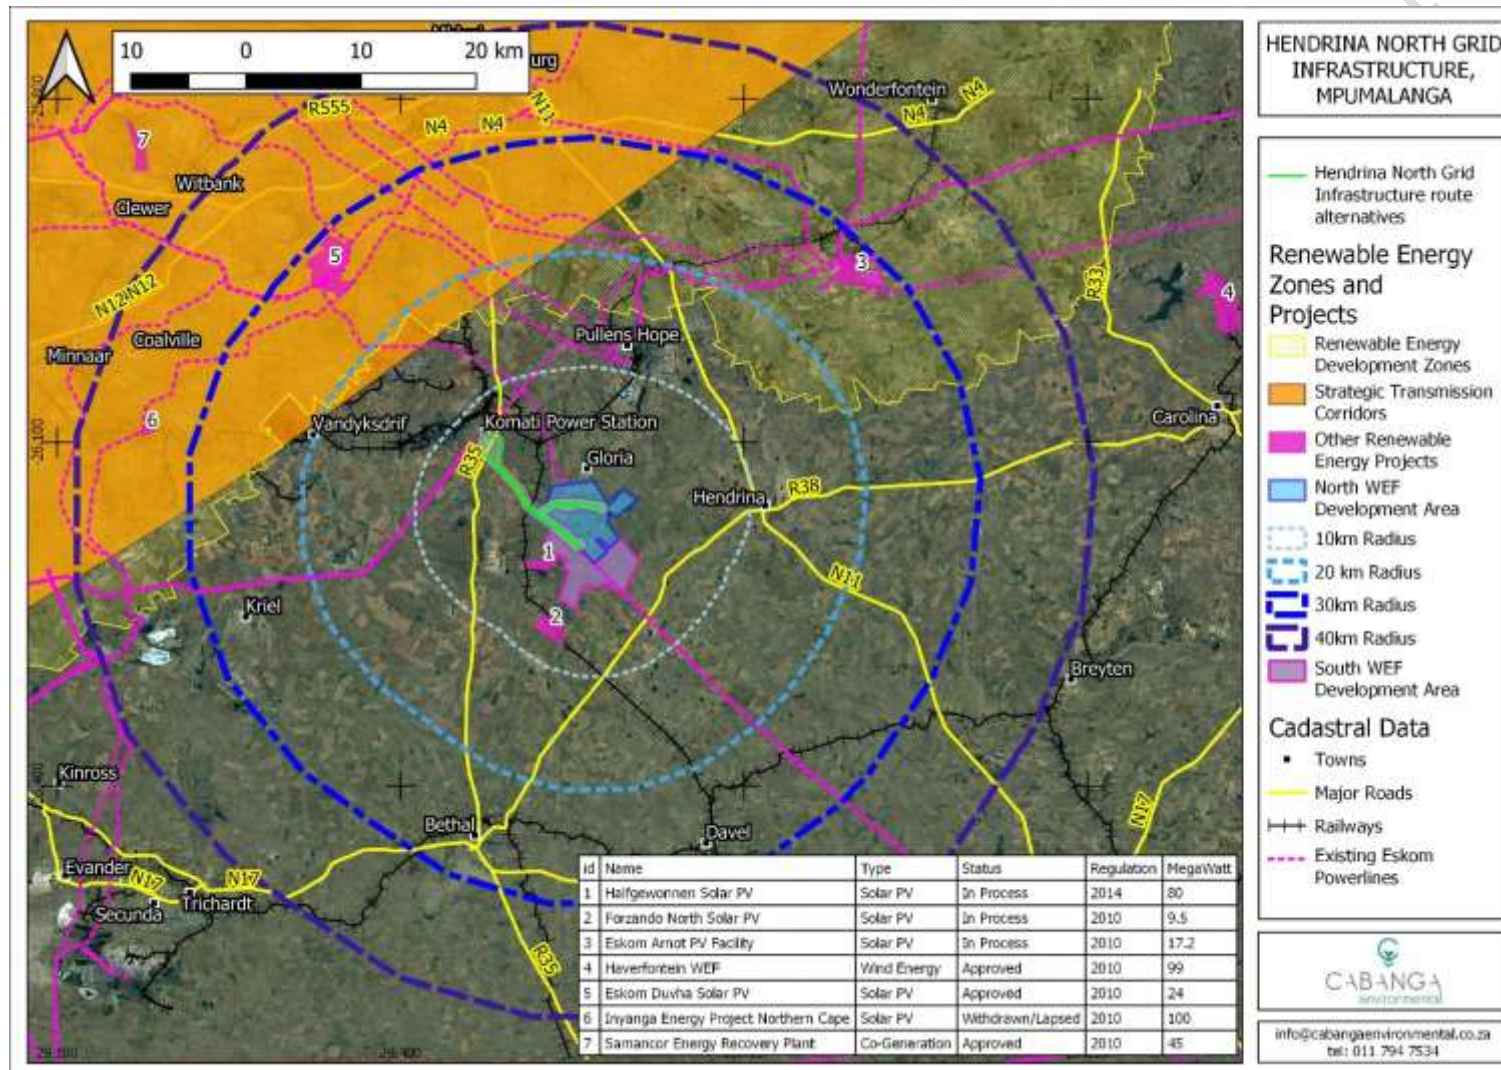 10 0 10 20 km
Wonderfontein
N4
N4
R555
N4
N4
N11
7
Witbank
Clewer
5
3
R33
4
N12
N12
Coalville
Minnaar
Pullens Hope
6
Vandyksdrif
Komati Power Station
Carolina
26,100
R35
Gloria
Hendrina
R38
1
N11
Kriel
2
Breyten
Kinross
Bethal
Davel
N17
Evander
N17
N17
Secunda
Trichardt
R35
id Name Type Status Regulation MegaWatt
1 Halfgewonnen Solar PV Solar PV In Process 2014 80
2 Forzando North Solar PV Solar PV In Process 2010 9.5
3 Eskom Arnot PV Facility Solar PV In Process 2010 17.2
4 Haverfontein WEF Wind Energy Approved 2010 99
5 Eskom Duvha Solar PV Solar PV Approved 2010 24
6 Inyanga Energy Project Northern Cape Solar PV Withdrawn/Lapsed 2010 100
7 Samancor Energy Recovery Plant Co-Generation Approved 2010 45
29,400
HENDRINA NORTH GRID
INFRASTRUCTURE,
MPUMALANGA
Hendrina North Grid
Infrastructure route
alternatives
Renewable Energy
Zones and
Projects
Renewable Energy
Development Zones
Strategic Transmission
Corridors
Other Renewable
Energy Projects
North WEF
Development Area
10km Radius
20 km Radius
30km Radius
40km Radius
South WEF
Development Area
Cadastral Data
Towns
Major Roads
Railways
Existing Eskom
Powerlines
CABANGA
environmental
info@cabangaenvironmental.co.za
tel: 011 794 7534